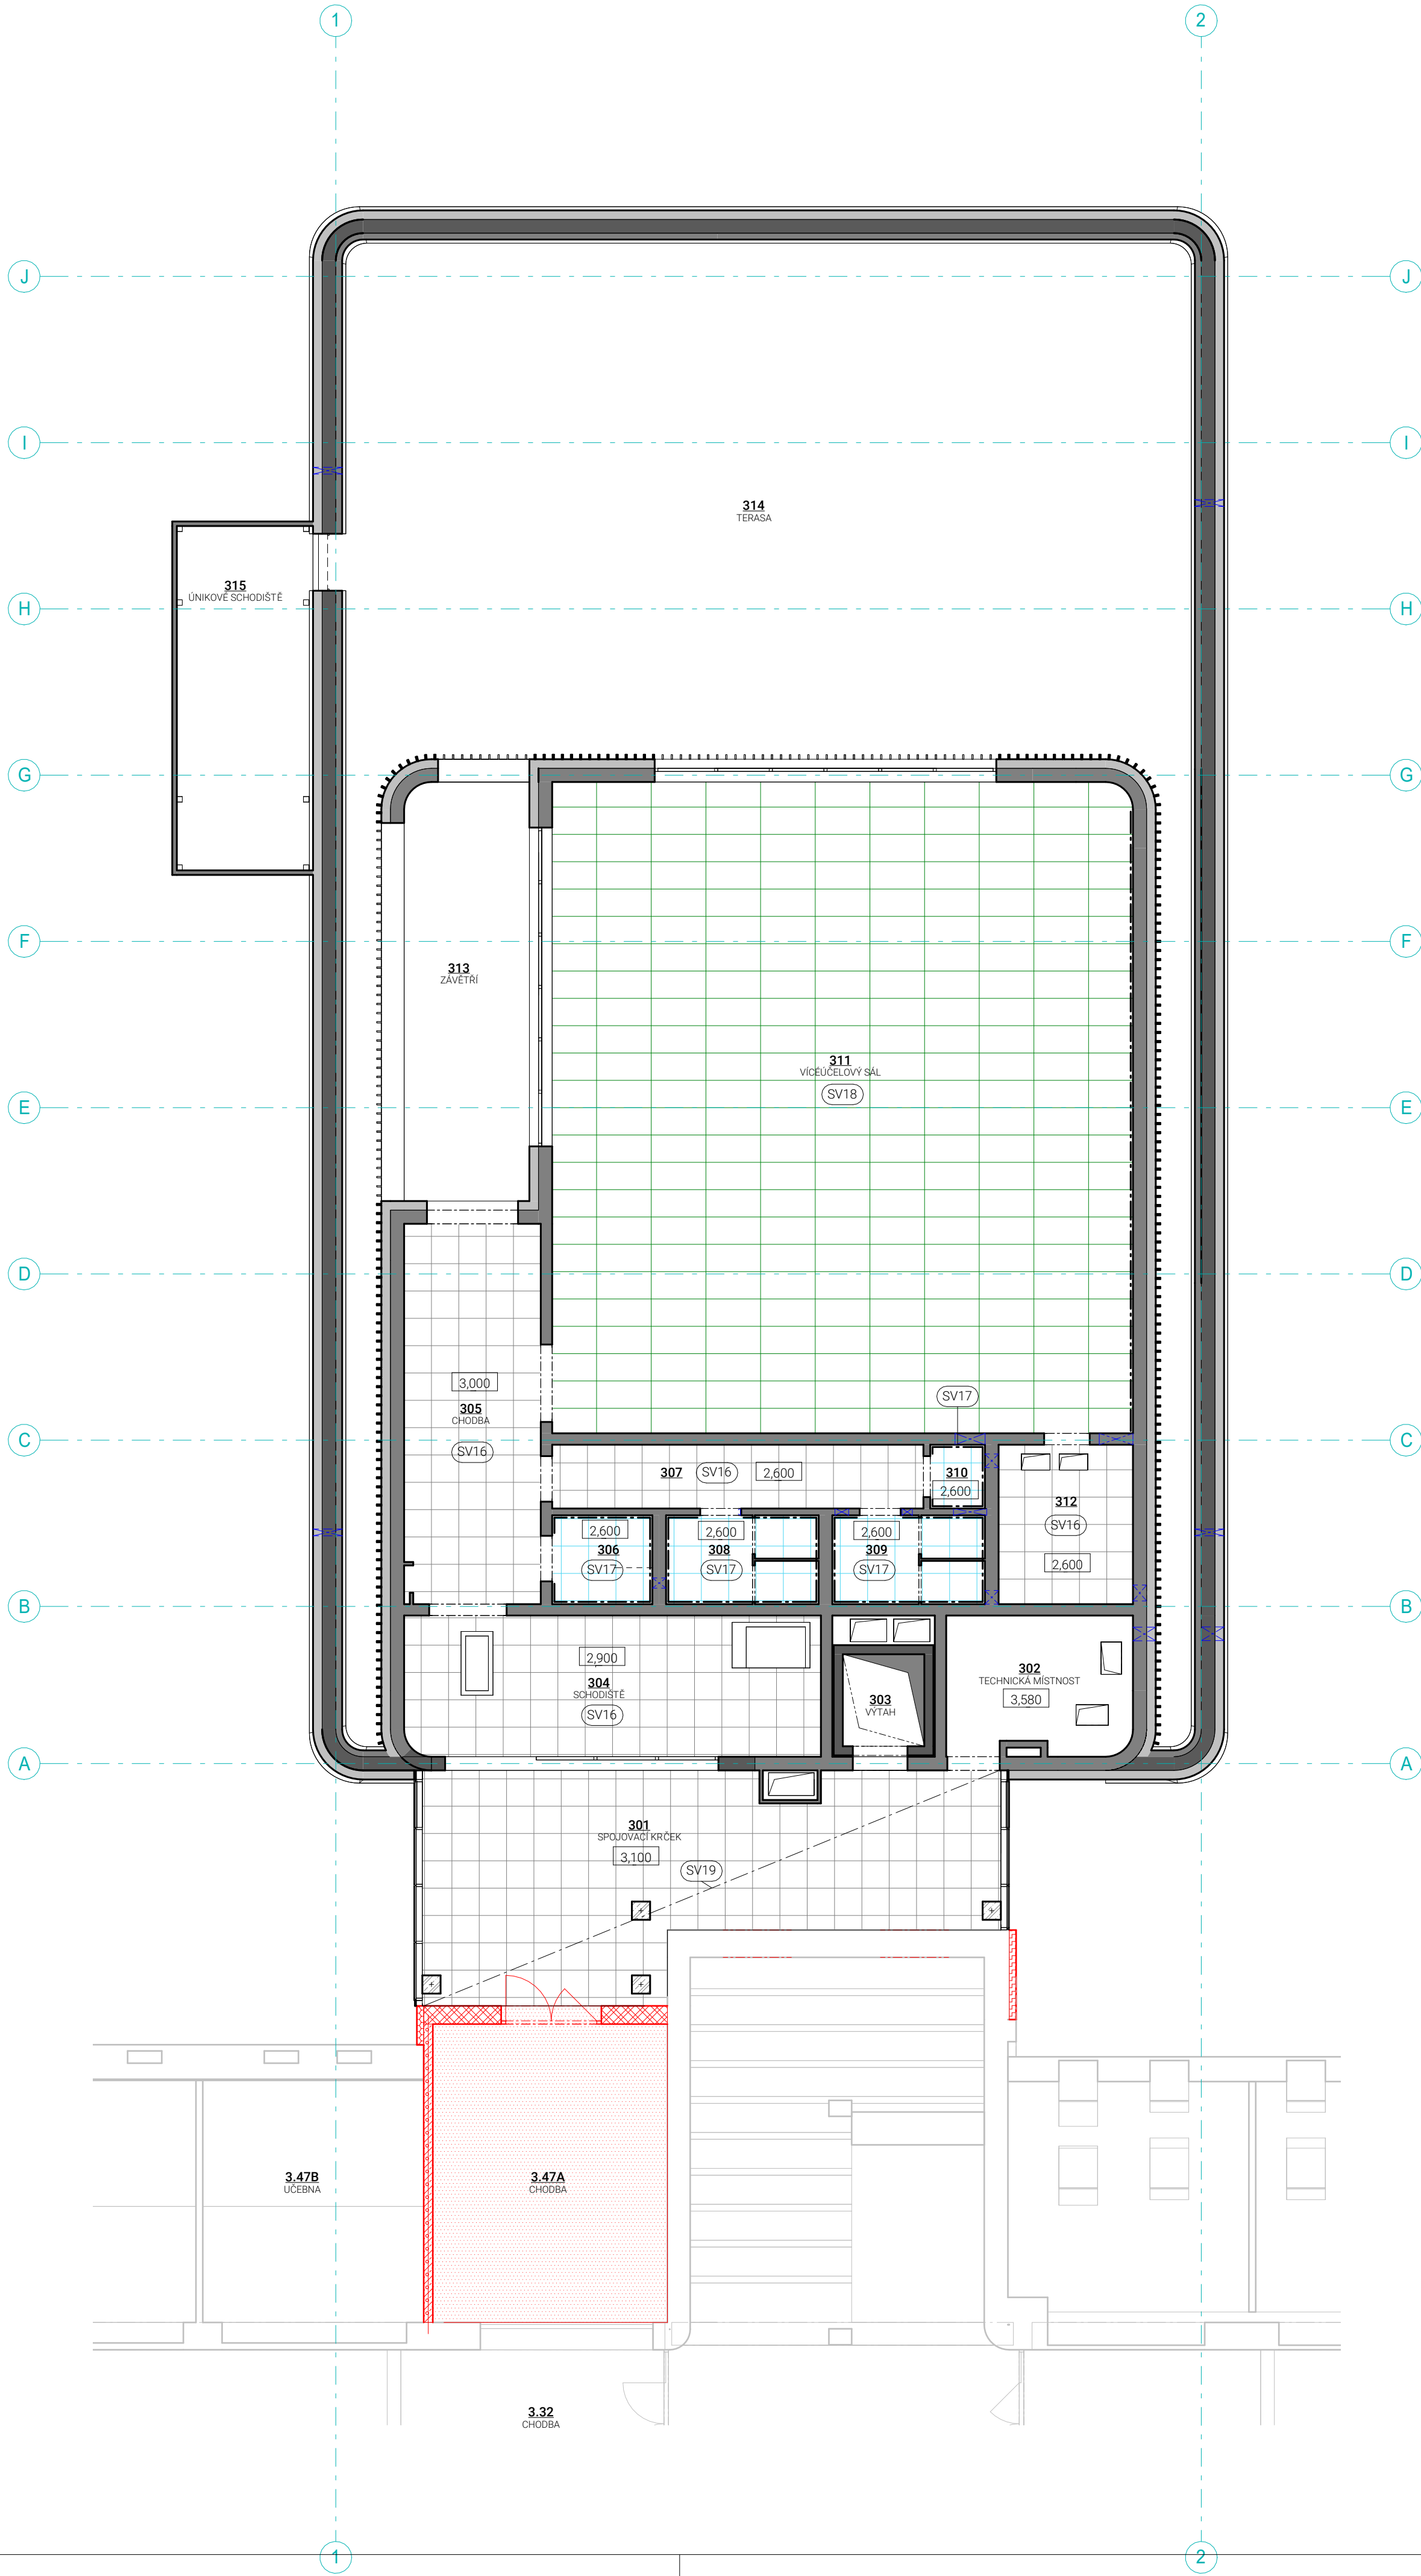 1
2
J
J
I
I
314
TERASA
315
ÚNIKOVÉ SCHODIŠTĚ
H
H
G
G
F
F
313
ZÁVĚTŘÍ
311
VÍCEÚČELOVÝ SÁL
SV18
E
E
D
D
3,000
305
CHODBA
SV16
SV17
C
C
307
SV16
2,600
310
2,600
312
SV16
2,600
2,600
306
SV17
2,600
308
SV17
2,600
309
SV17
B
B
2,900
304
SCHODIŠTĚ
SV16
303
VÝTAH
302
TECHNICKÁ MÍSTNOST
3,580
A
A
301
SPOJOVACÍ KRČEK
3,100
SV19
3.47B
UČEBNA
3.47A
CHODBA
3.32
CHODBA
1
2